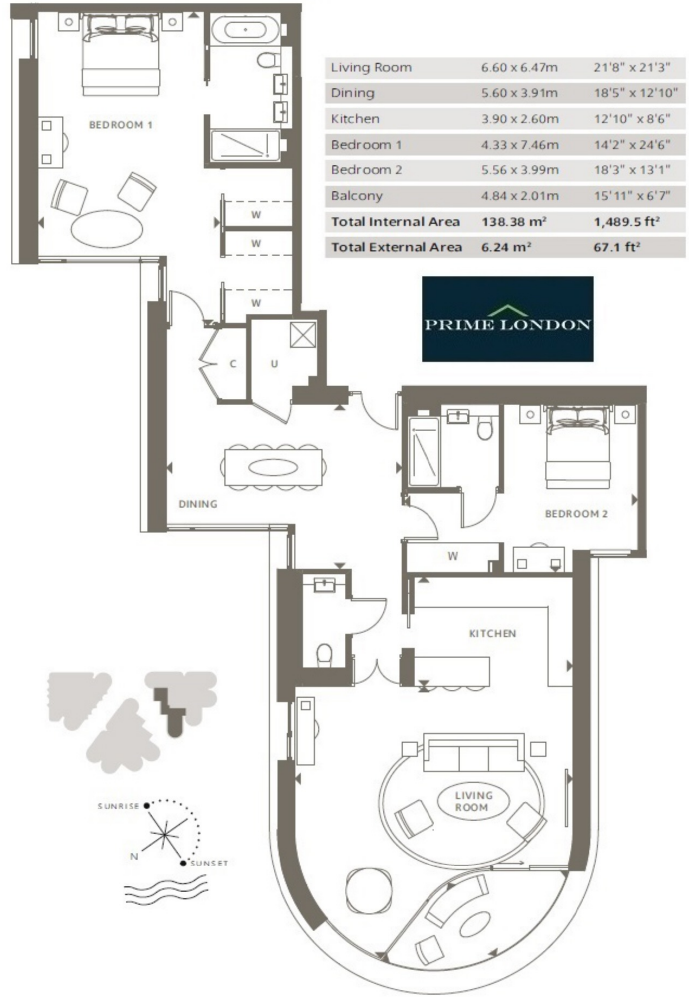 Living Room 6.60 x 6.47m 21'8" x 21'3"
Dining 5.60 x 3.91m 18'5" x 12'10"
Kitchen 3.90 x 2.60m 12'10" x 8'6"
Bedroom 1 4.33 x 7.46m 14'2" x 24'6"
Bedroom 2 5.56 x 3.99m 18'3" x 13'1"
Balcony 4.84 x 2.01m 15'11" x 6'7"
Total Internal Area 138.38 m² 1,489.5 ft²
Total External Area 6.24 m² 67.1 ft²
PRIME LONDON
BEDROOM 1
W
W
W
C
U
DINING
BEDROOM 2
W
KITCHEN
LIVING
ROOM
SUNRISE
N
SUNSET